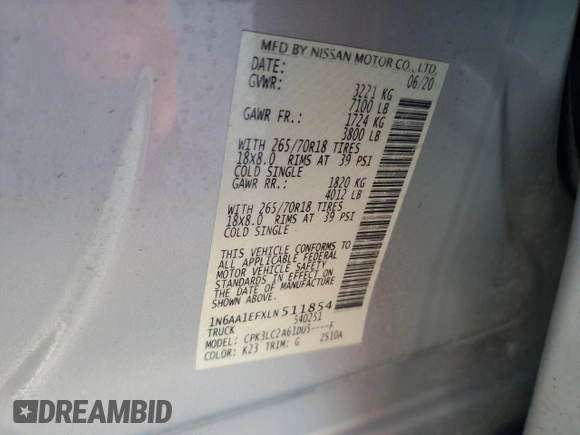 MFD BY NISSAN MOTOR CO., LTD.
DATE: 06/20
GVWR: 3221 KG
7100 LB
GAWR FR.: 1724 KG
3800 LB
WITH 265/70R18 TIRES
18X8.0 RIMS AT 39 PSI
COLD SINGLE
GAWR RR.: 1820 KG
4012 LB
WITH 265/70R18 TIRES
18X8.0 RIMS AT 39 PSI
COLD SINGLE
THIS VEHICLE CONFORMS TO
ALL APPLICABLE FEDERAL
MOTOR VEHICLE SAFETY
STANDARDS IN EFFECT ON
THE DATE OF MANUFACTURE
SHOWN ABOVE.
1N6AA1EFXLN511854
TRUCK 540251
MODEL: CPK3LC2A61DU5----F
COLOR: K23 TRIM: G 2510A
DREAMBID